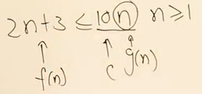 2n+3 ≤ 10n n ≥ 1
f(n) c g(n)